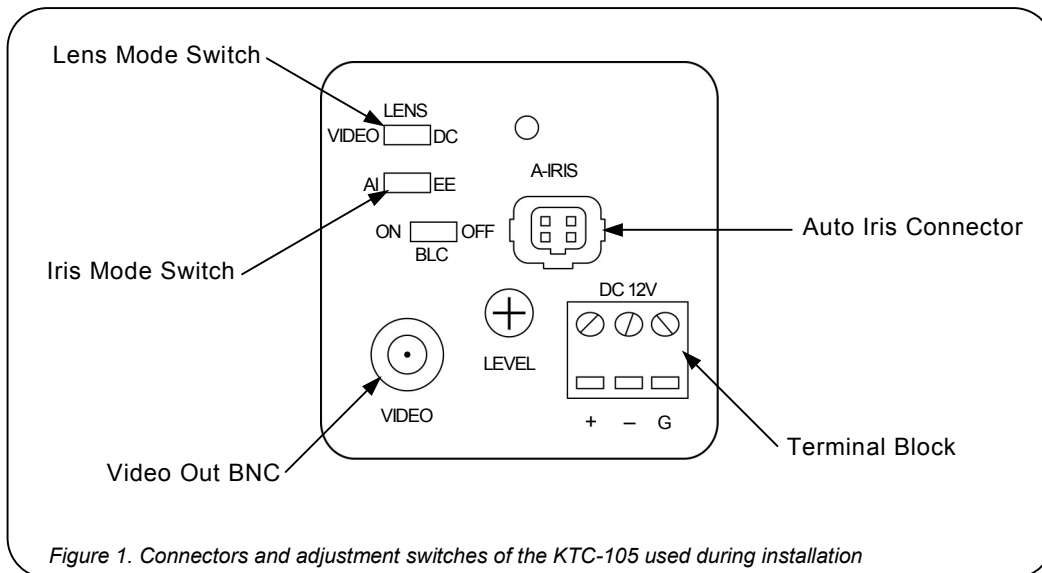 Lens Mode Switch
LENS
VIDEO DC
A-IRIS
AI EE
ON OFF
BLC
Auto Iris Connector
Iris Mode Switch
DC 12V
LEVEL
VIDEO
+ – G
Terminal Block
Video Out BNC
Figure 1. Connectors and adjustment switches of the KTC-105 used during installation